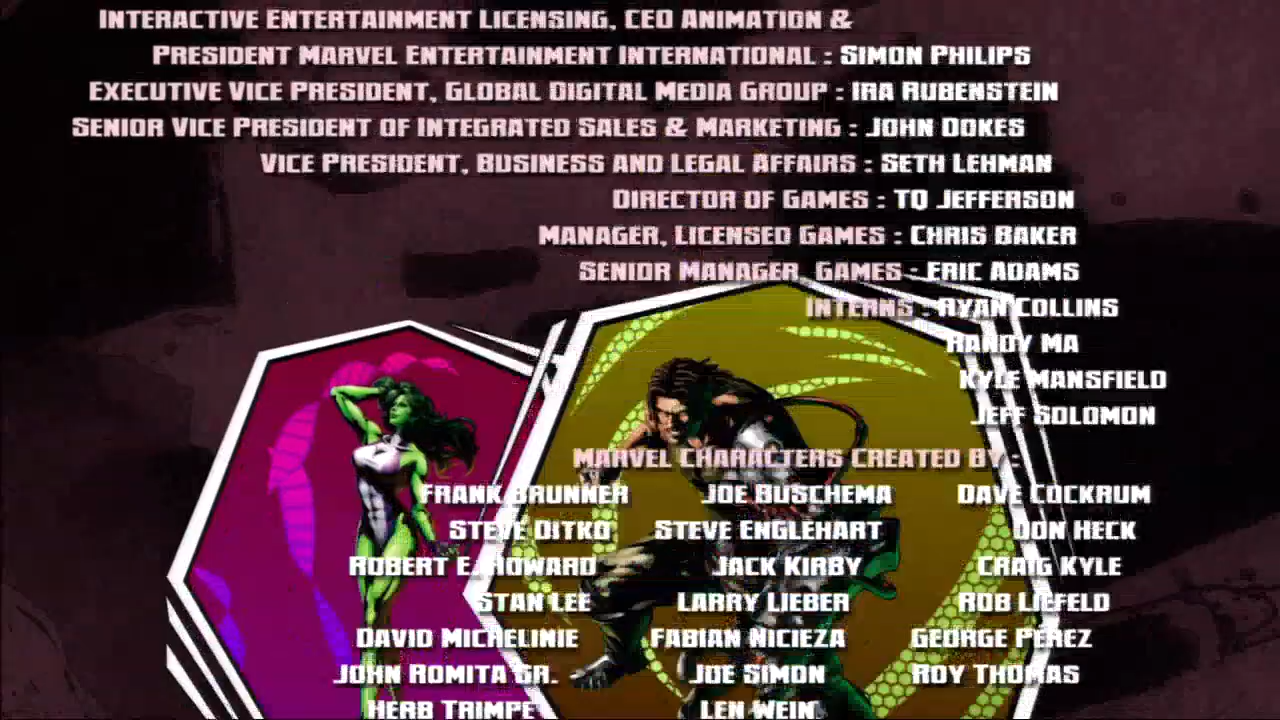 Interactive Entertainment Licensing, CEO Animation &
President Marvel Entertainment International : Simon Philips
Executive Vice President, Global Digital Media Group : Ira Rubenstein
Senior Vice President of Integrated Sales & Marketing : John Dokes
Vice President, Business and Legal Affairs : Seth Lehman
Director of Games : TQ Jefferson
Manager, Licensed Games : Chris Baker
Senior Manager, Games : Eric Adams
Interns : Ryan Collins
Randy Ma
Kyle Mansfield
Jeff Solomon
Marvel Characters Created By :
Frank Brunner Joe Buschema Dave Cockrum
Steve Ditko Steve Englehart Don Heck
Robert E. Howard Jack Kirby Craig Kyle
Stan Lee Larry Lieber Rob Liefeld
David Michelinie Fabian Nicieza George Perez
John Romita Sr. Joe Simon Roy Thomas
Herb Trimpe Len Wein